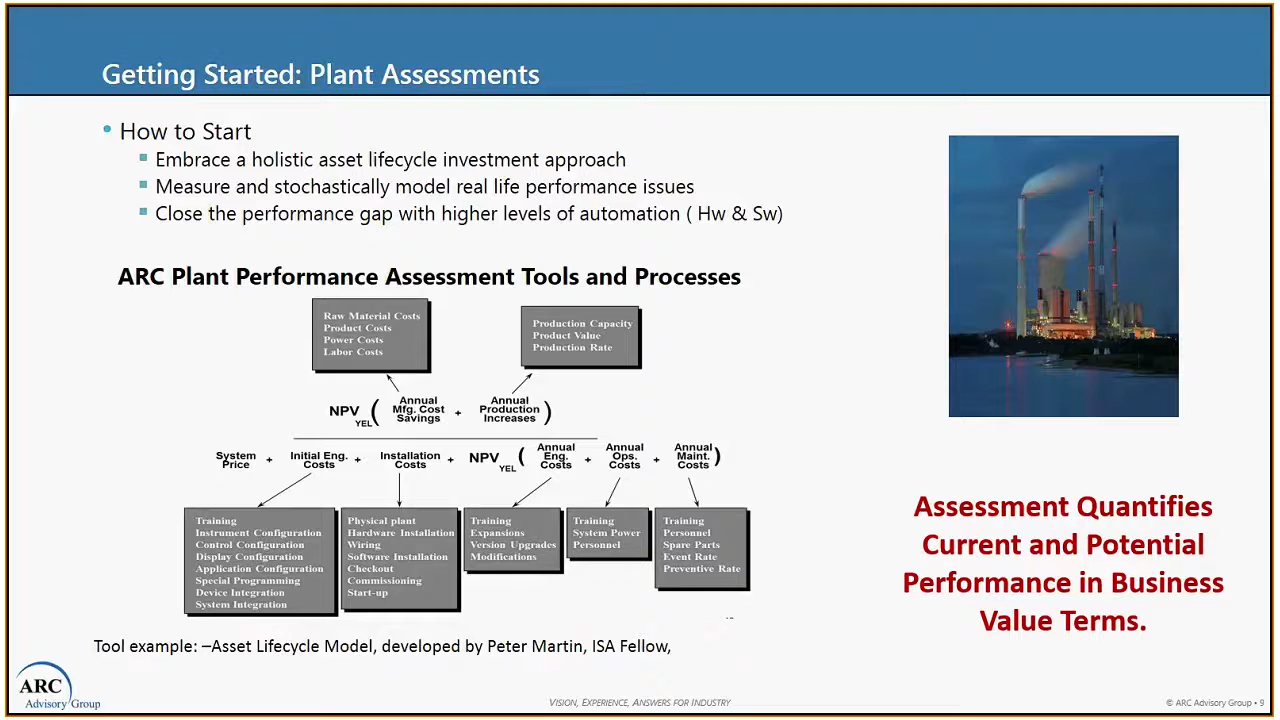 Getting Started: Plant Assessments
• How to Start
Embrace a holistic asset lifecycle investment approach
Measure and stochastically model real life performance issues
Close the performance gap with higher levels of automation ( Hw & Sw)
ARC Plant Performance Assessment Tools and Processes
Raw Material Costs
Product Costs
Power Costs
Labor Costs
Production Capacity
Product Value
Production Rate
NPV YEL ( Annual Mfg. Cost Savings + Annual Production Increases )
System Price + Initial Eng. Costs + Installation Costs + NPV YEL ( Annual Eng. Costs + Annual Ops. Costs + Annual Maint. Costs )
Training
Instrument Configuration
Control Configuration
Display Configuration
Application Configuration
Special Programming
Device Integration
System Integration
Physical plant
Hardware Installation
Wiring
Software Installation
Checkout
Commissioning
Start-up
Training
Expansions
Version Upgrades
Modifications
Training
System Power
Personnel
Training
Personnel
Spare Parts
Event Rate
Preventive Rate
Assessment Quantifies
Current and Potential
Performance in Business
Value Terms.
Tool example: –Asset Lifecycle Model, developed by Peter Martin, ISA Fellow,
ARC
Advisory Group
VISION, EXPERIENCE, ANSWERS FOR INDUSTRY
© ARC Advisory Group • 9